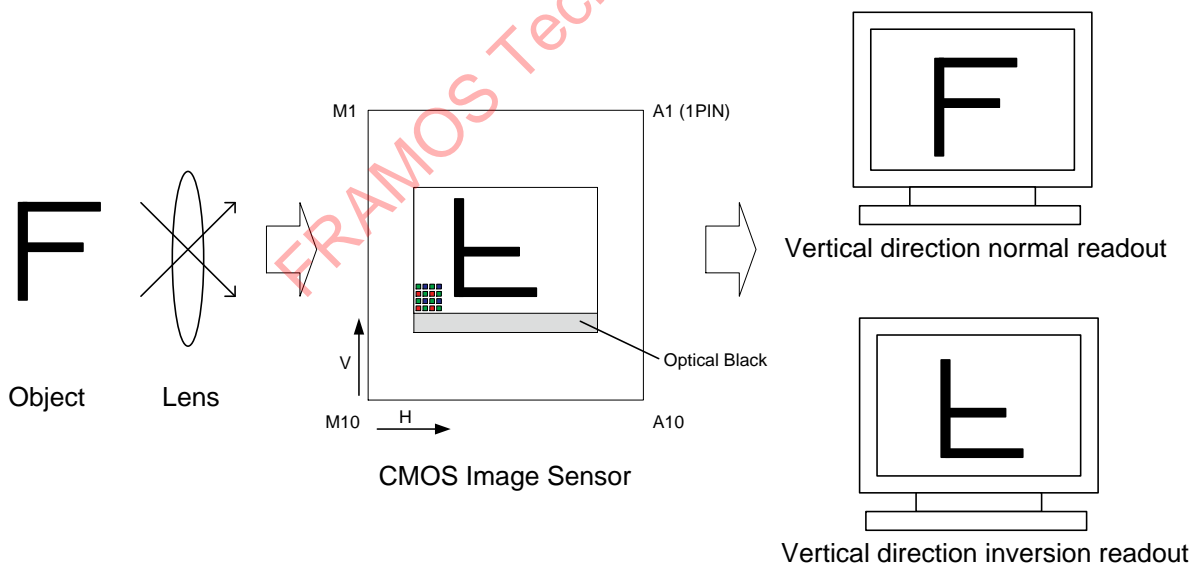 FRAMOS Tec
M1
A1 (1PIN)
Vertical direction normal readout
Optical Black
V
Object
Lens
M10
H
A10
CMOS Image Sensor
Vertical direction inversion readout